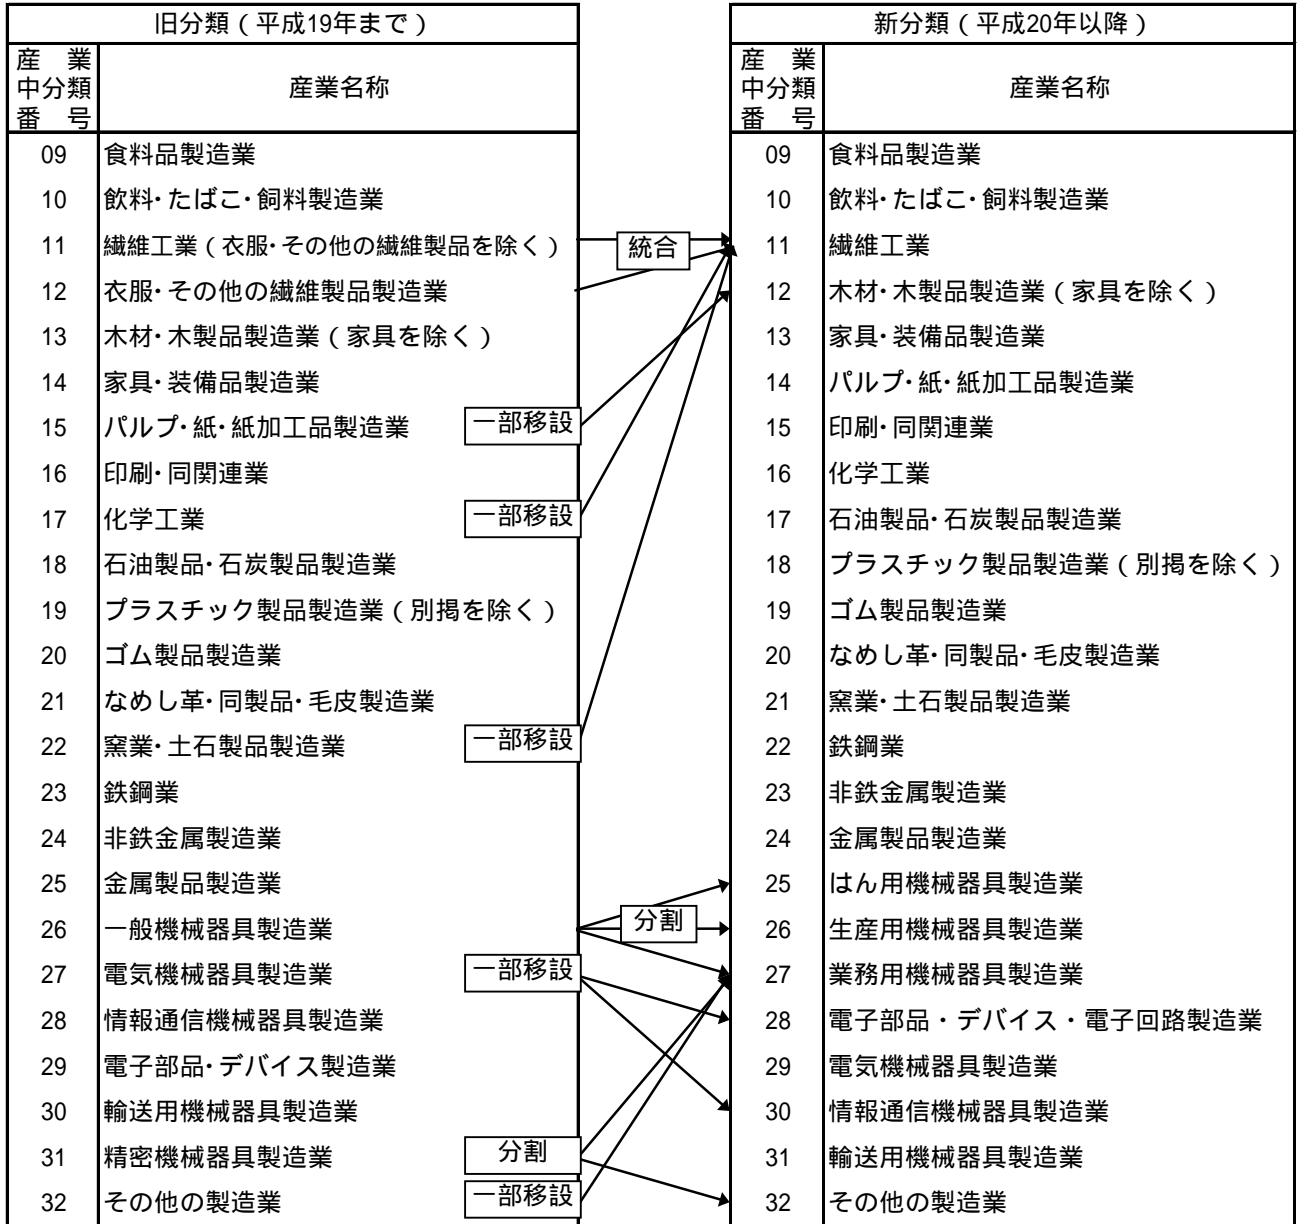 旧分類（平成19年まで）
産　業
中分類
番　号
産業名称
09 食料品製造業
10 飲料・たばこ・飼料製造業
11 繊維工業（衣服・その他の繊維製品を除く）
12 衣服・その他の繊維製品製造業
13 木材・木製品製造業（家具を除く）
14 家具・装備品製造業
15 パルプ・紙・紙加工品製造業 一部移設
16 印刷・同関連業
17 化学工業 一部移設
18 石油製品・石炭製品製造業
19 プラスチック製品製造業（別掲を除く）
20 ゴム製品製造業
21 なめし革・同製品・毛皮製造業
22 窯業・土石製品製造業 一部移設
23 鉄鋼業
24 非鉄金属製造業
25 金属製品製造業
26 一般機械器具製造業
27 電気機械器具製造業 一部移設
28 情報通信機械器具製造業
29 電子部品・デバイス製造業
30 輸送用機械器具製造業
31 精密機械器具製造業 分割
32 その他の製造業 一部移設
統合
分割
新分類（平成20年以降）
産　業
中分類
番　号
産業名称
09 食料品製造業
10 飲料・たばこ・飼料製造業
11 繊維工業
12 木材・木製品製造業（家具を除く）
13 家具・装備品製造業
14 パルプ・紙・紙加工品製造業
15 印刷・同関連業
16 化学工業
17 石油製品・石炭製品製造業
18 プラスチック製品製造業（別掲を除く）
19 ゴム製品製造業
20 なめし革・同製品・毛皮製造業
21 窯業・土石製品製造業
22 鉄鋼業
23 非鉄金属製造業
24 金属製品製造業
25 はん用機械器具製造業
26 生産用機械器具製造業
27 業務用機械器具製造業
28 電子部品・デバイス・電子回路製造業
29 電気機械器具製造業
30 情報通信機械器具製造業
31 輸送用機械器具製造業
32 その他の製造業